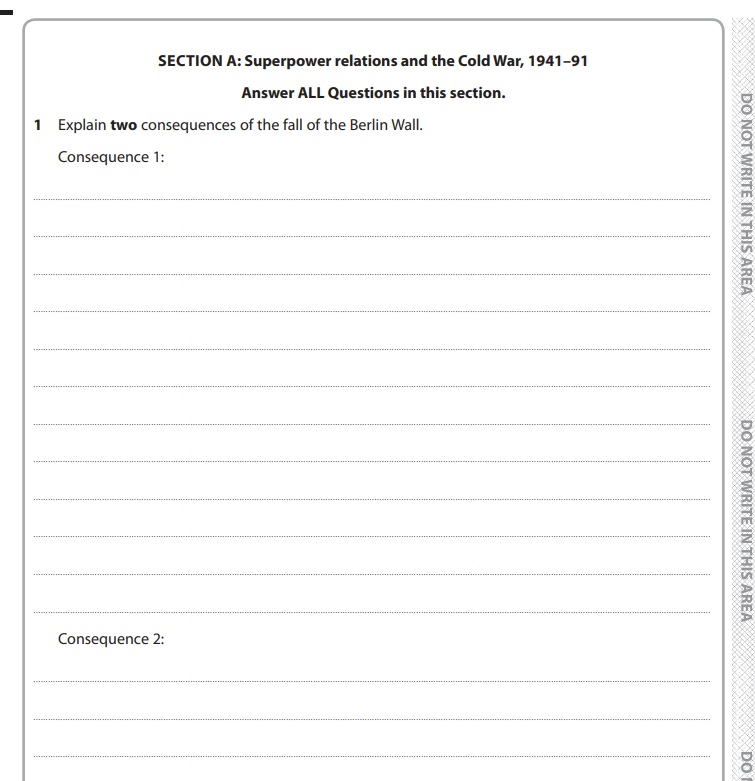 SECTION A: Superpower relations and the Cold War, 1941–91
Answer ALL Questions in this section.
1 Explain two consequences of the fall of the Berlin Wall.
Consequence 1:
Consequence 2:
DO NOT WRITE IN THIS AREA
DO NOT WRITE IN THIS AREA
DO